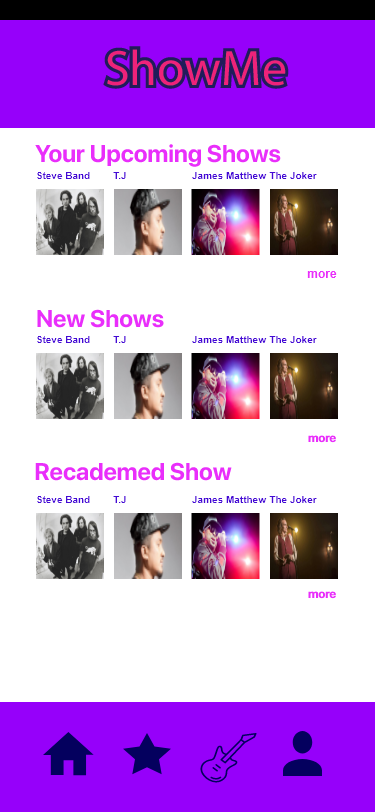 ShowMe
Your Upcoming Shows
Steve Band T.J James Matthew The Joker
more
New Shows
Steve Band T.J James Matthew The Joker
more
Recademed Show
Steve Band T.J James Matthew The Joker
more